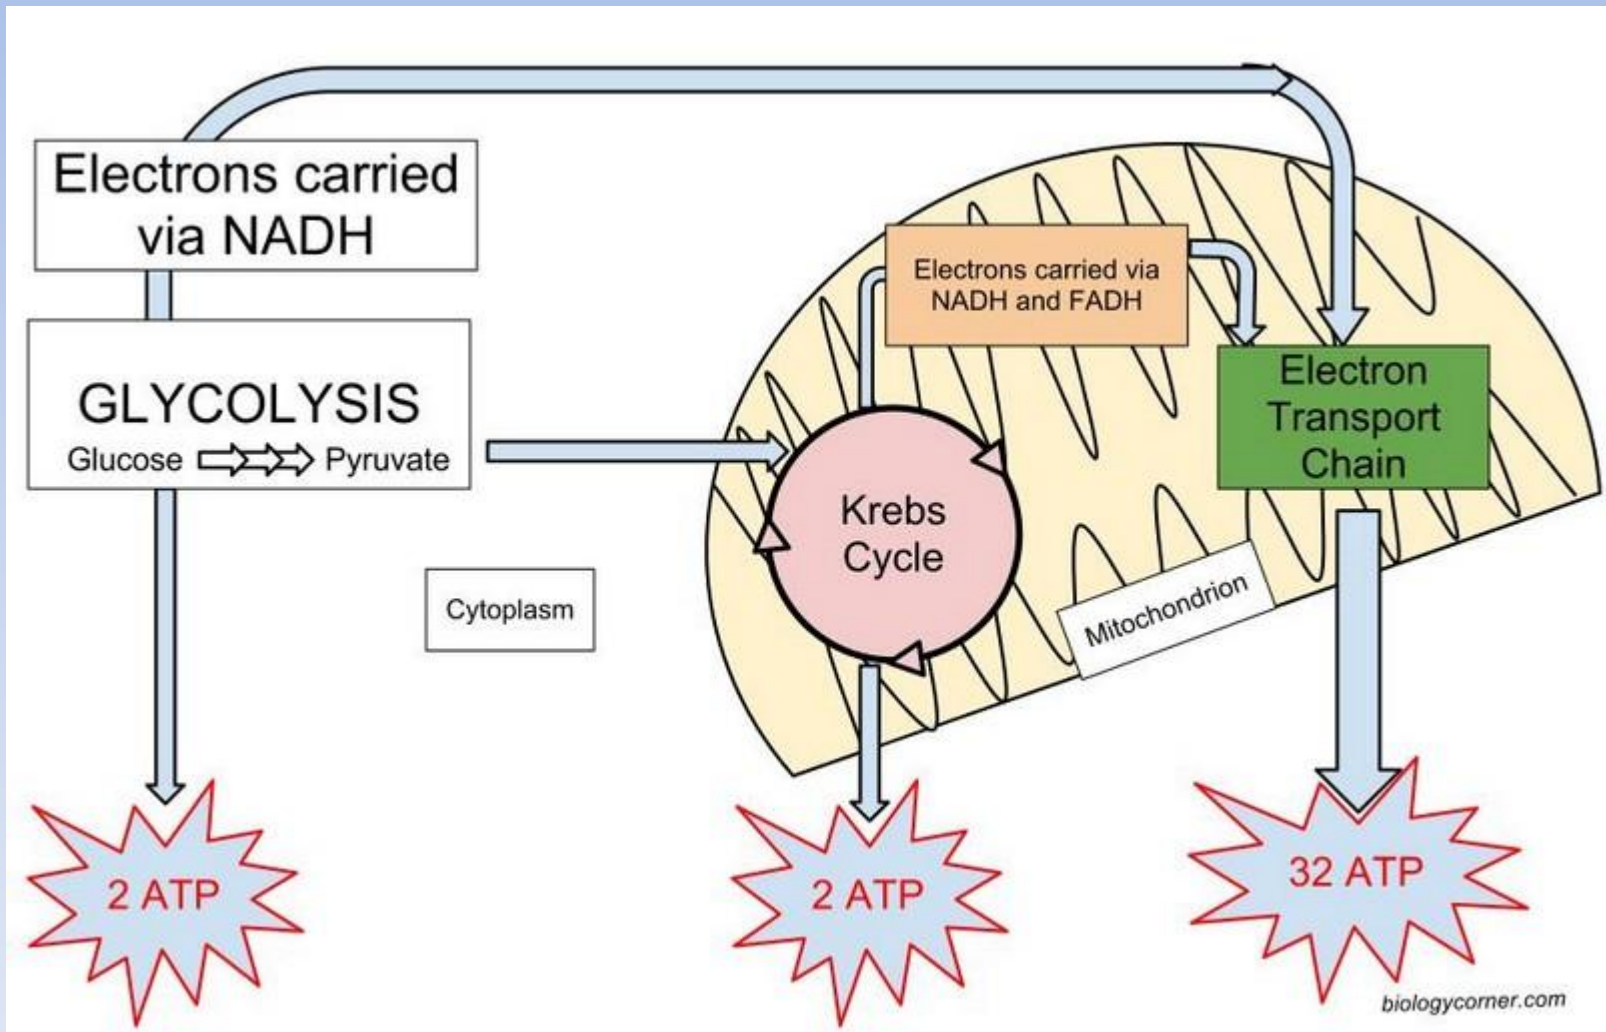 Electrons carried
via NADH
GLYCOLYSIS
Glucose Pyruvate
Cytoplasm
Electrons carried via
NADH and FADH
Electron
Transport
Chain
Krebs
Cycle
Mitochondrion
2 ATP
2 ATP
32 ATP
biologycorner.com